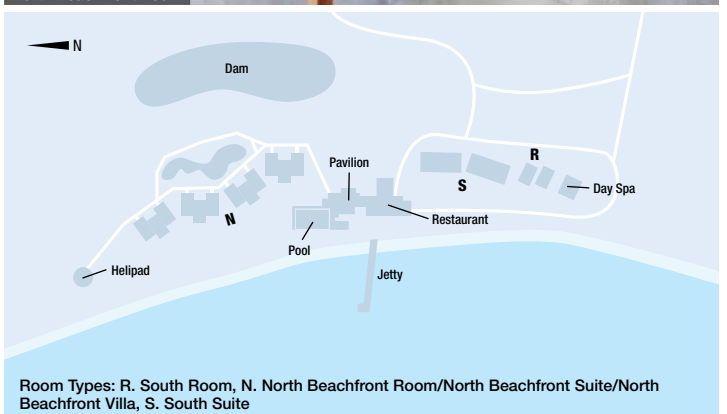 N
Dam
Pavilion
R
S
Day Spa
N
Restaurant
Pool
Helipad
Jetty
Room Types: R. South Room, N. North Beachfront Room/North Beachfront Suite/North
Beachfront Villa, S. South Suite